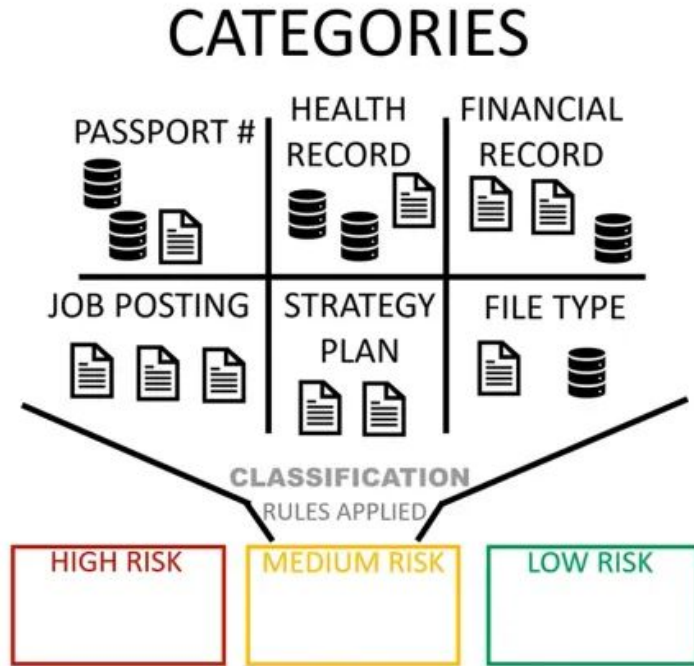 CATEGORIES
PASSPORT #
HEALTH
RECORD
FINANCIAL
RECORD
JOB POSTING
STRATEGY
PLAN
FILE TYPE
CLASSIFICATION
RULES APPLIED
HIGH RISK
MEDIUM RISK
LOW RISK